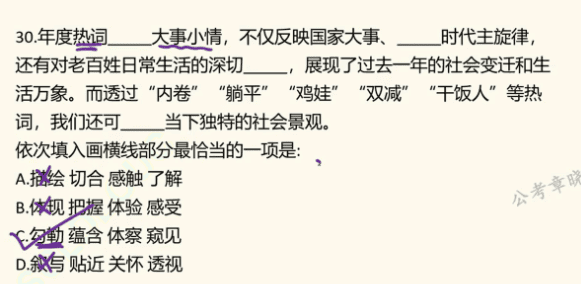 30.年度热词_____大事小情，不仅反映国家大事、_____时代主旋律，
还有对老百姓日常生活的深切_____，展现了过去一年的社会变迁和生
活万象。而透过“内卷”“躺平”“鸡娃”“双减”“干饭人”等热
词，我们还可_____当下独特的社会景观。
依次填入画横线部分最恰当的一项是：
A.描绘 切合 感触 了解
B.体现 把握 体验 感受
C.勾勒 蕴含 体察 窥见
D.叙写 贴近 关怀 透视
公考章晓